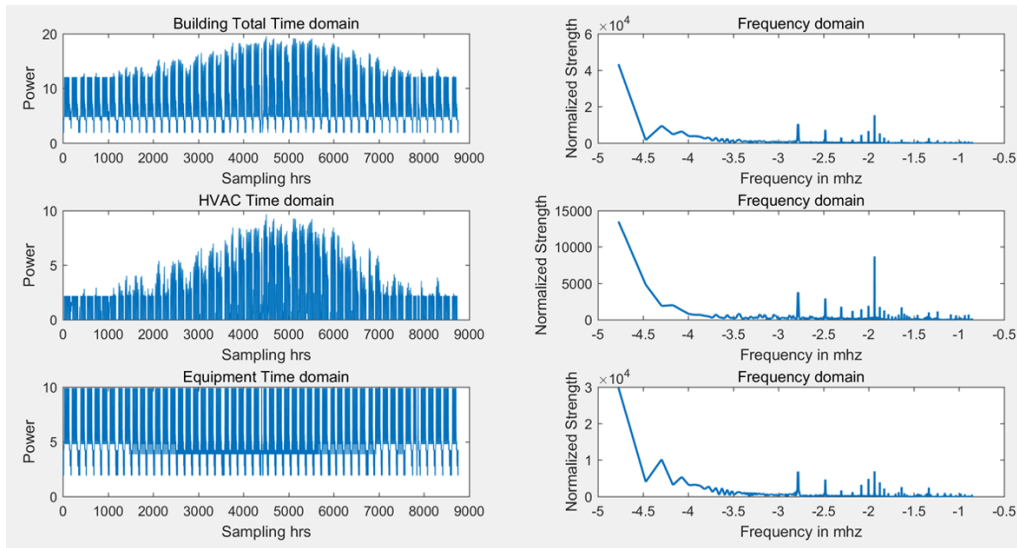 Building Total Time domain
20
10
0
Power
0 1000 2000 3000 4000 5000 6000 7000 8000 9000
Sampling hrs
Frequency domain
×10^4
6
4
2
0
Normalized Strength
-5 -4.5 -4 -3.5 -3 -2.5 -2 -1.5 -1 -0.5
Frequency in mhz
HVAC Time domain
10
5
0
Power
0 1000 2000 3000 4000 5000 6000 7000 8000 9000
Sampling hrs
Frequency domain
15000
10000
5000
0
Normalized Strength
-5 -4.5 -4 -3.5 -3 -2.5 -2 -1.5 -1 -0.5
Frequency in mhz
Equipment Time domain
10
5
0
Power
0 1000 2000 3000 4000 5000 6000 7000 8000 9000
Sampling hrs
Frequency domain
×10^4
3
2
1
0
Normalized Strength
-5 -4.5 -4 -3.5 -3 -2.5 -2 -1.5 -1 -0.5
Frequency in mhz